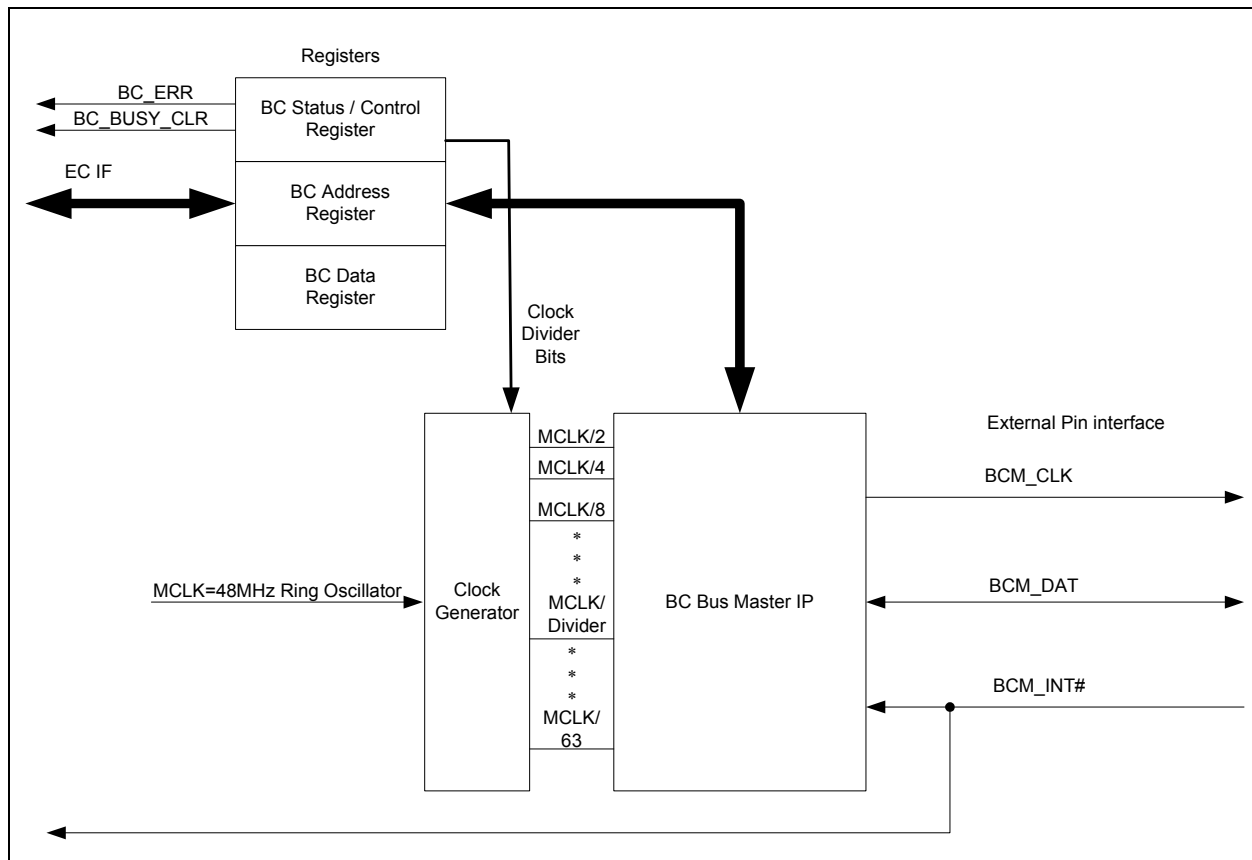 Registers
BC_ERR
BC_BUSY_CLR
EC IF
BC Status / Control
Register
BC Address
Register
BC Data
Register
Clock
Divider
Bits
MCLK=48MHz Ring Oscillator
Clock
Generator
MCLK/2
MCLK/4
MCLK/8
*
*
*
MCLK/
Divider
*
*
*
MCLK/
63
BC Bus Master IP
External Pin interface
BCM_CLK
BCM_DAT
BCM_INT#